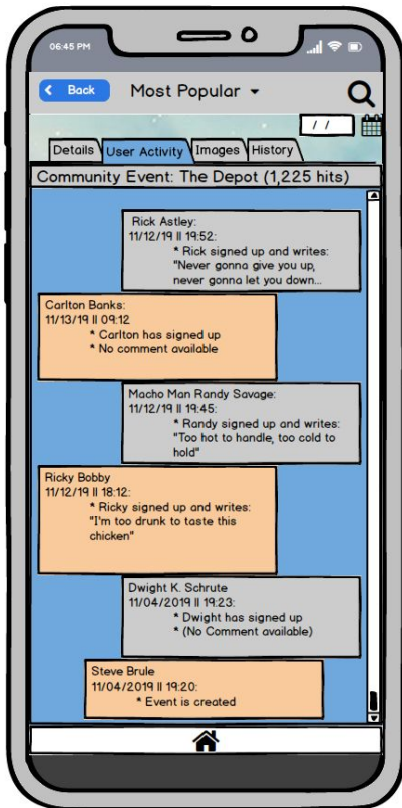 06:45 PM
Back
Most Popular
/ /
Details
User Activity
Images
History
Community Event: The Depot (1,225 hits)
Rick Astley:
11/12/19 || 19:52:
* Rick signed up and writes:
"Never gonna give you up,
never gonna let you down...
Carlton Banks:
11/13/19 || 09:12
* Carlton has signed up
* No comment available
Macho Man Randy Savage:
11/12/19 || 19:45:
* Randy signed up and writes:
"Too hot to handle, too cold to
hold"
Ricky Bobby
11/12/19 || 18:12:
* Ricky signed up and writes:
"I'm too drunk to taste this
chicken"
Dwight K. Schrute
11/04/2019 || 19:23:
* Dwight has signed up
* (No Comment available)
Steve Brule
11/04/2019 || 19:20:
* Event is created